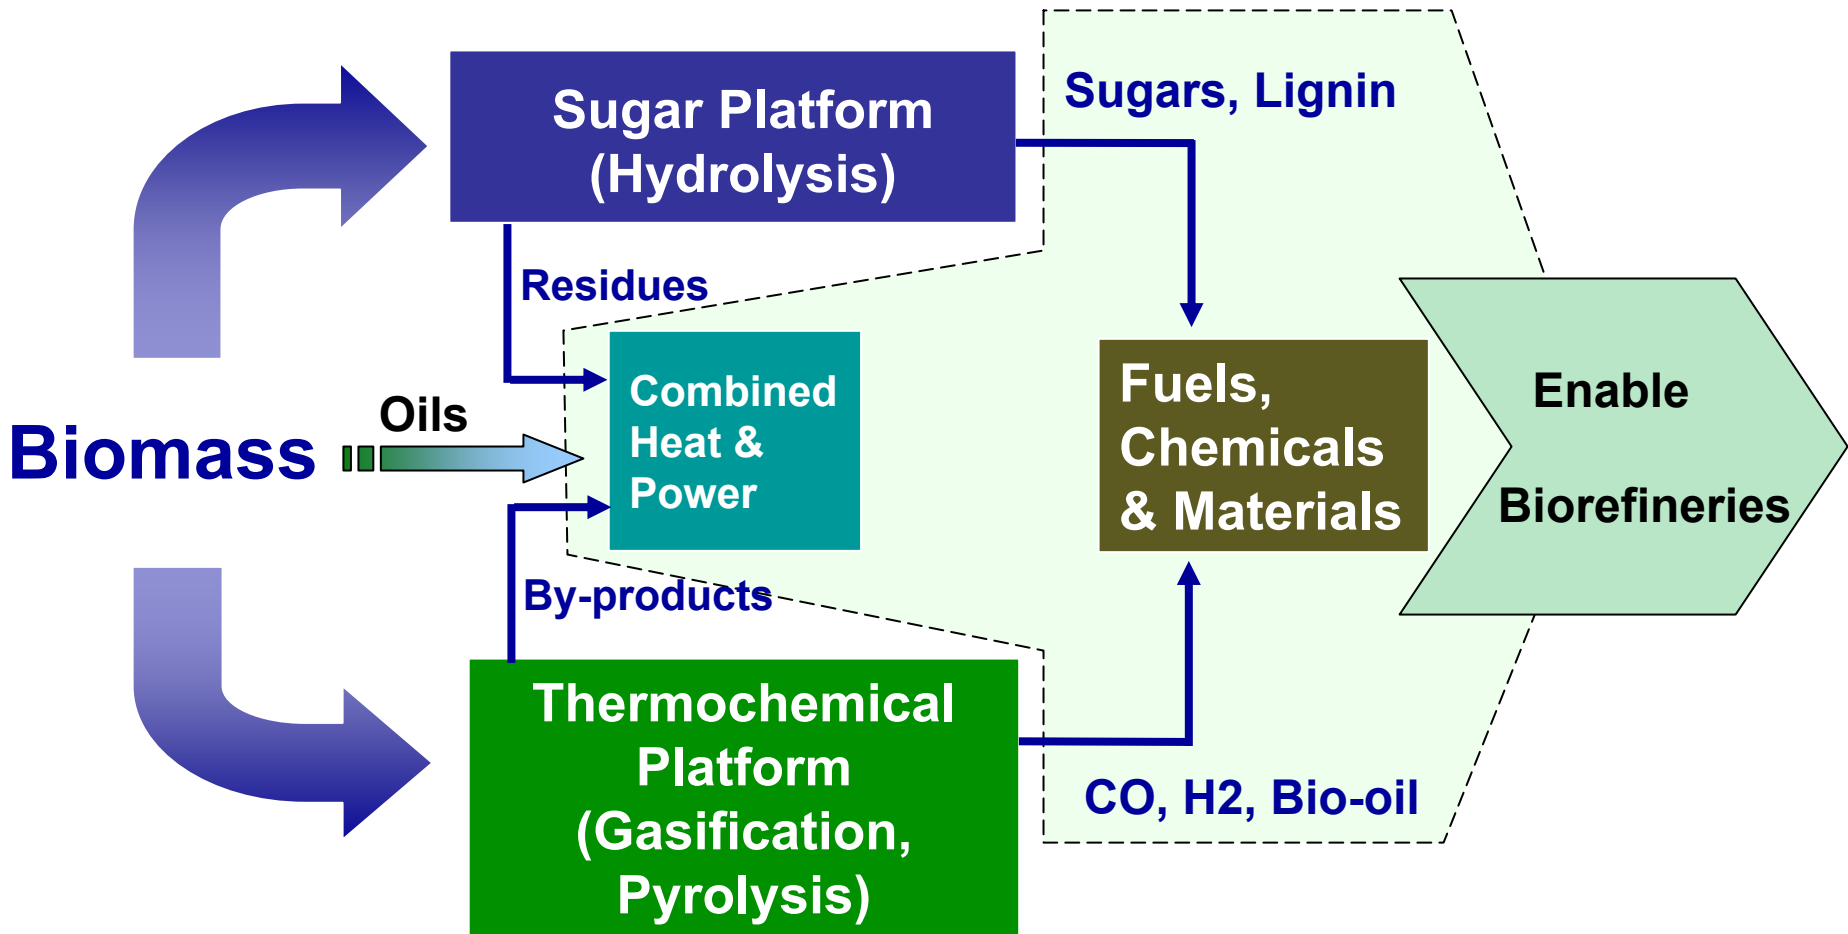 Sugar Platform
(Hydrolysis)
Sugars, Lignin
Residues
Oils
Biomass
Combined
Heat &
Power
Fuels,
Chemicals
& Materials
Enable
Biorefineries
By-products
Thermochemical
Platform
(Gasification,
Pyrolysis)
CO, H2, Bio-oil